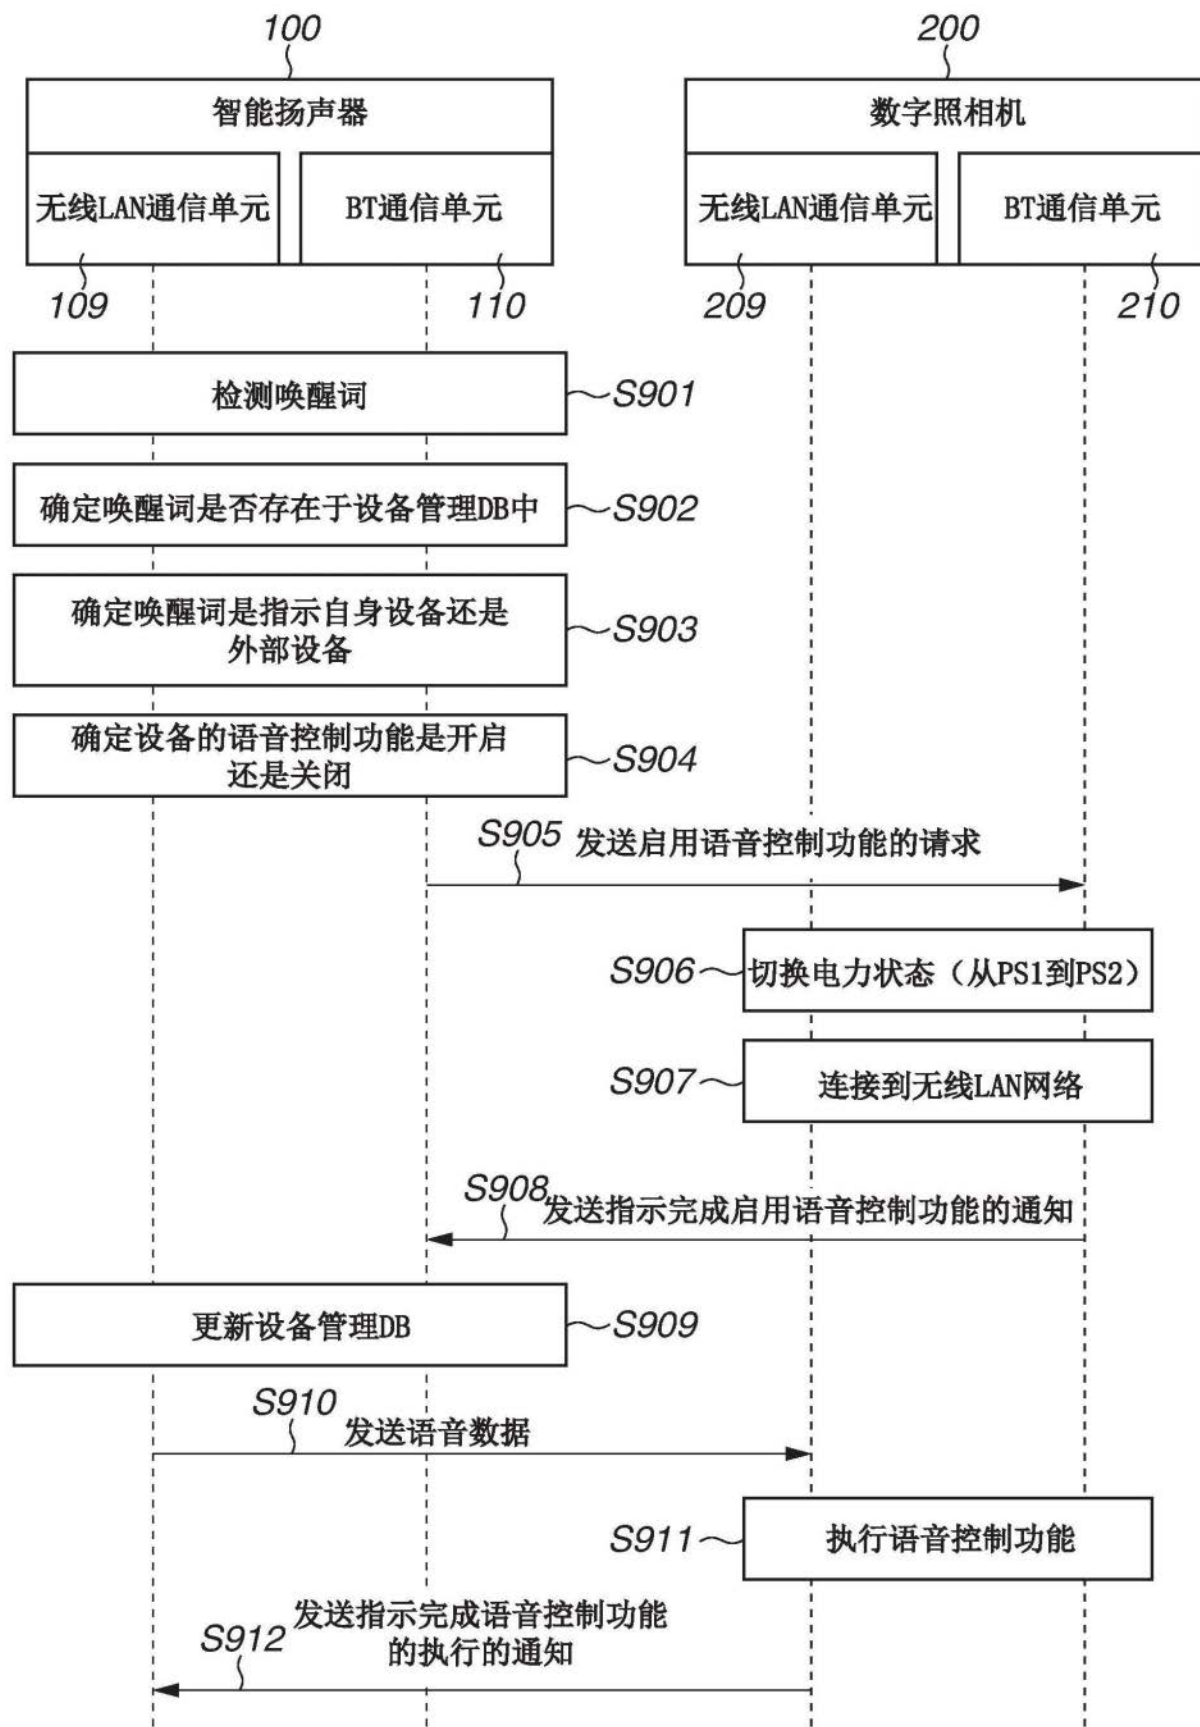 100
200
智能扬声器
数字照相机
无线LAN通信单元
BT通信单元
无线LAN通信单元
BT通信单元
109
110
209
210
检测唤醒词
S901
确定唤醒词是否存在于设备管理DB中
S902
确定唤醒词是指示自身设备还是
外部设备
S903
确定设备的语音控制功能是开启
还是关闭
S904
S905
发送启用语音控制功能的请求
S906
切换电力状态（从PS1到PS2）
S907
连接到无线LAN网络
S908
发送指示完成启用语音控制功能的通知
更新设备管理DB
S909
S910
发送语音数据
S911
执行语音控制功能
S912
发送指示完成语音控制功能
的执行的通知